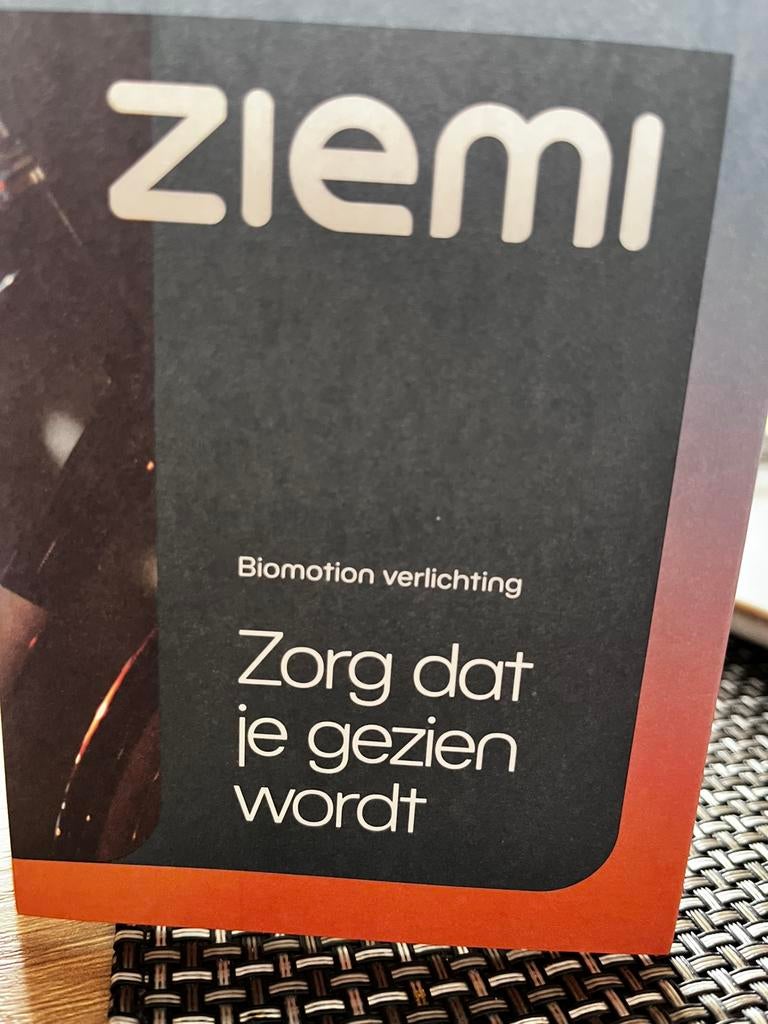 ziemi
Biomotion verlichting
Zorg dat
je gezien
wordt